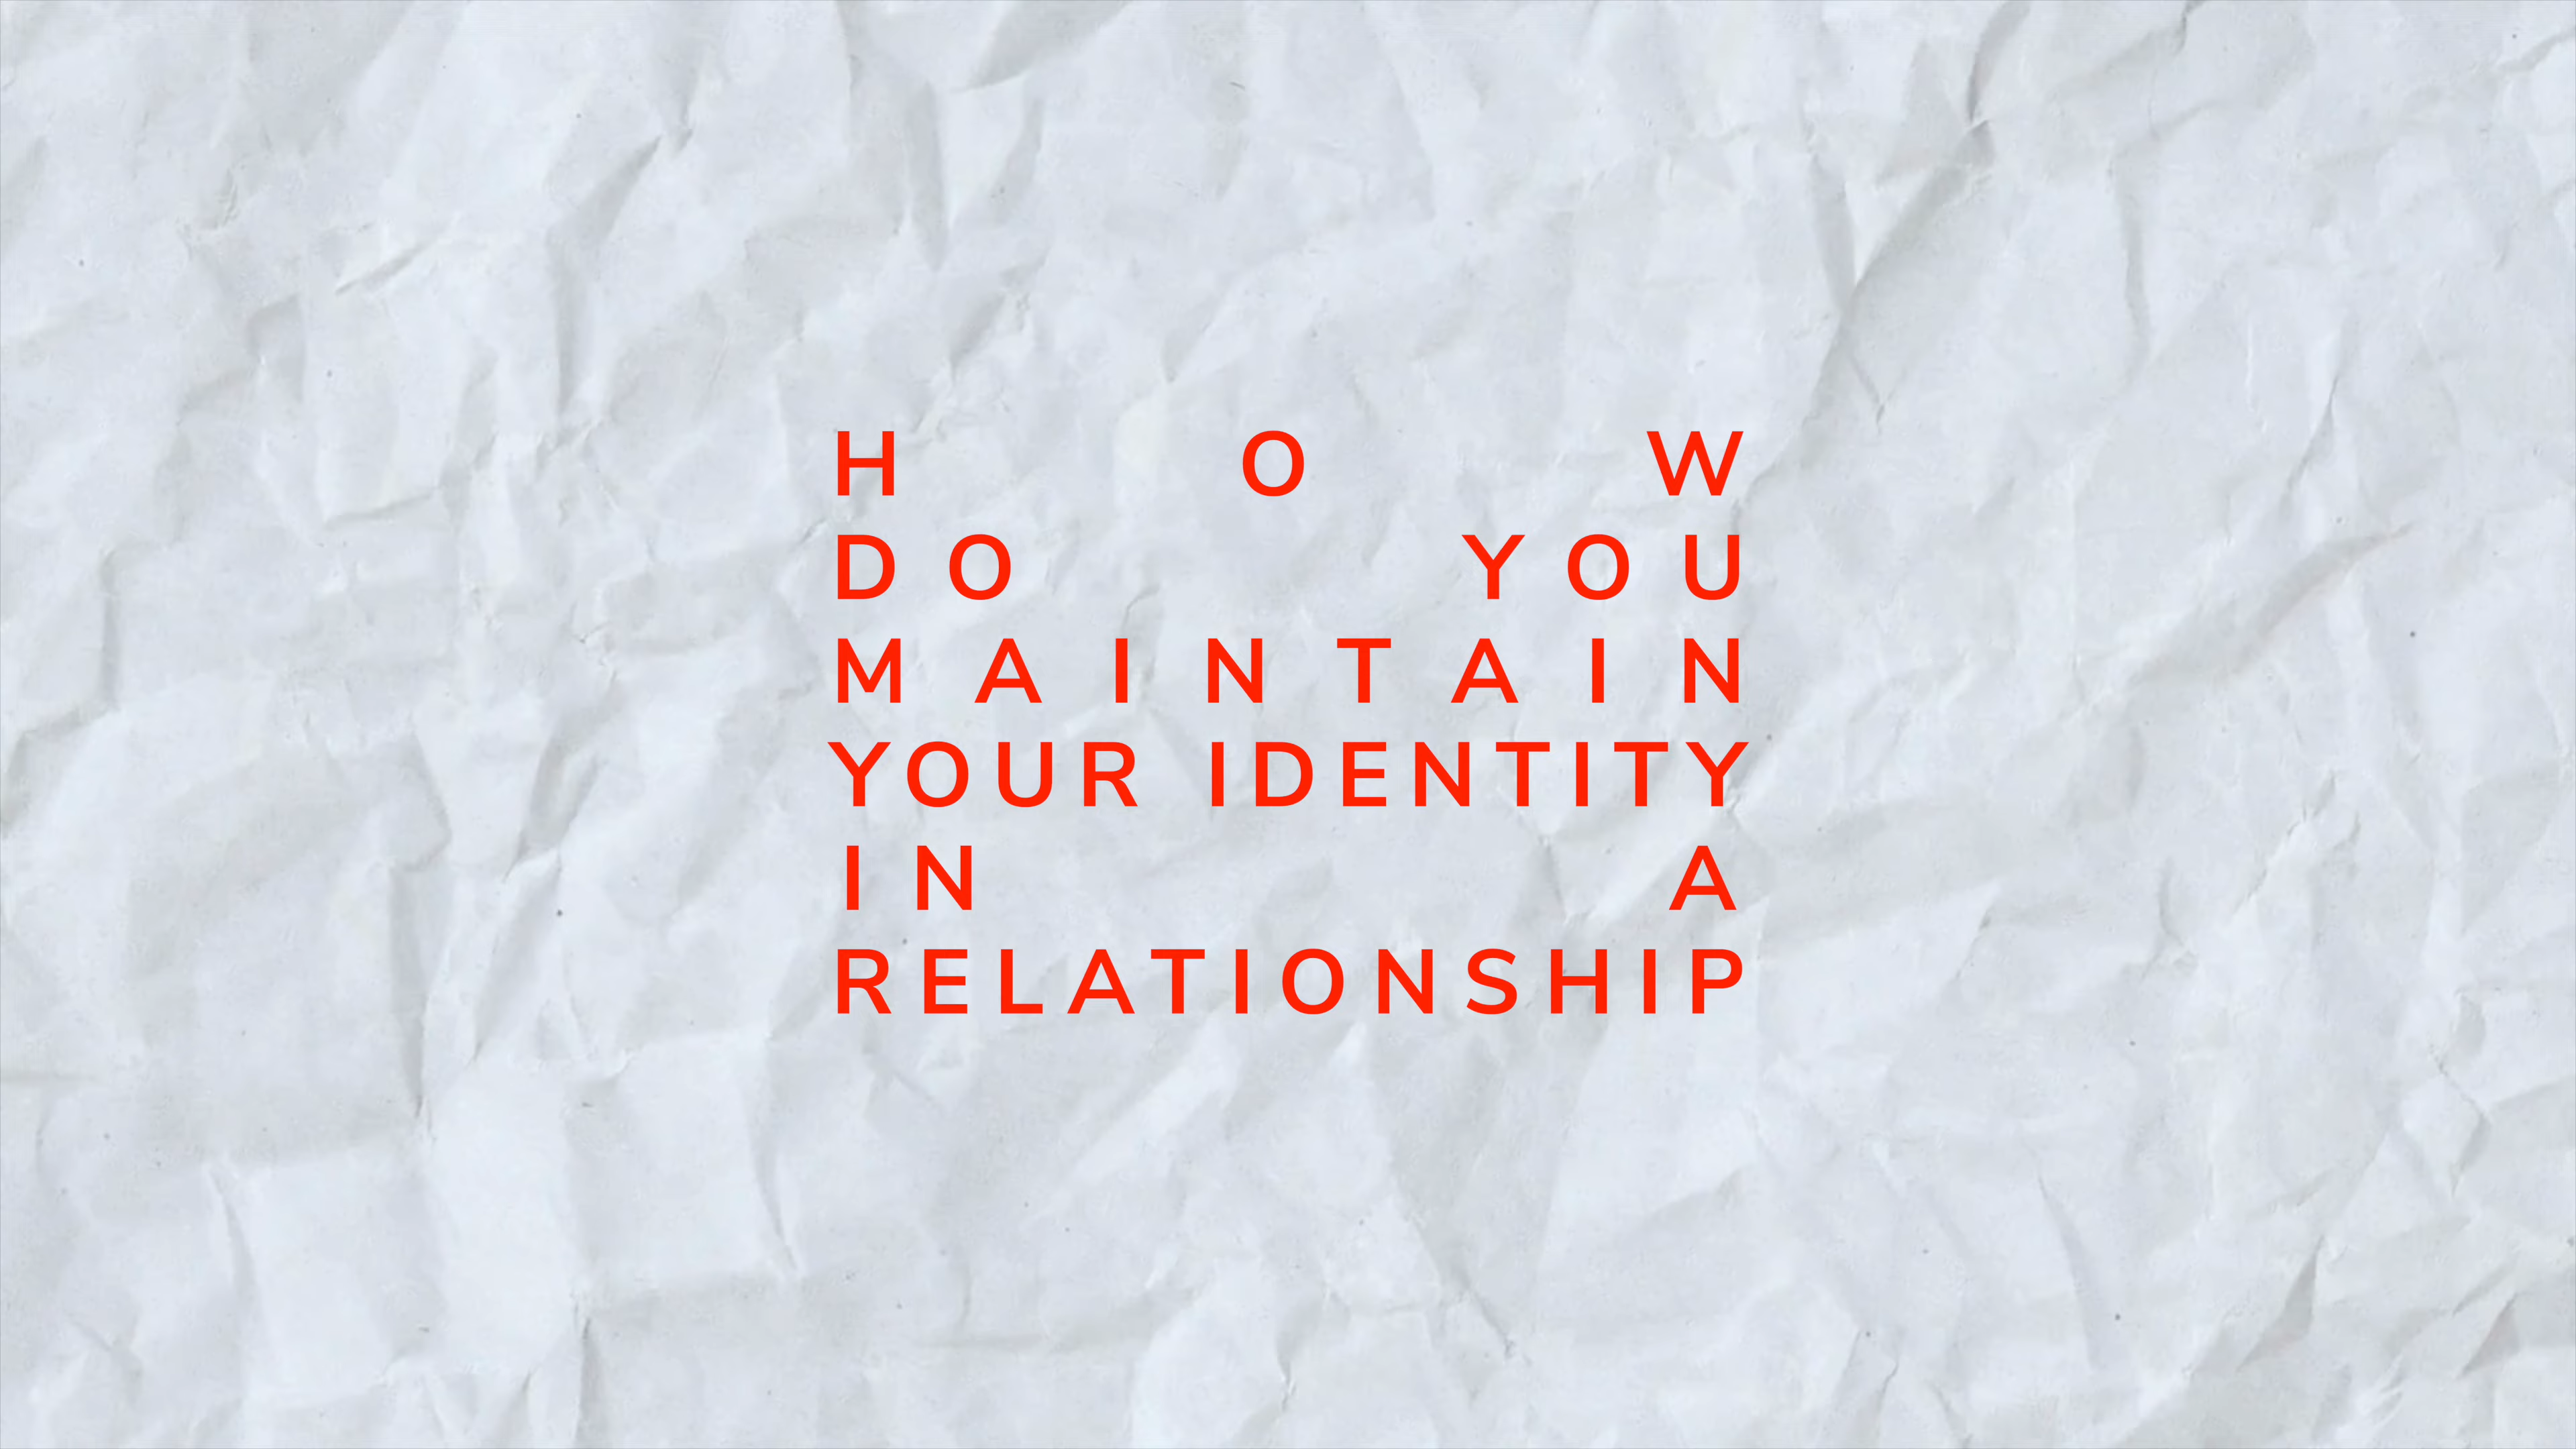 HOW
DO YOU
MAINTAIN
YOUR IDENTITY
IN A
RELATIONSHIP